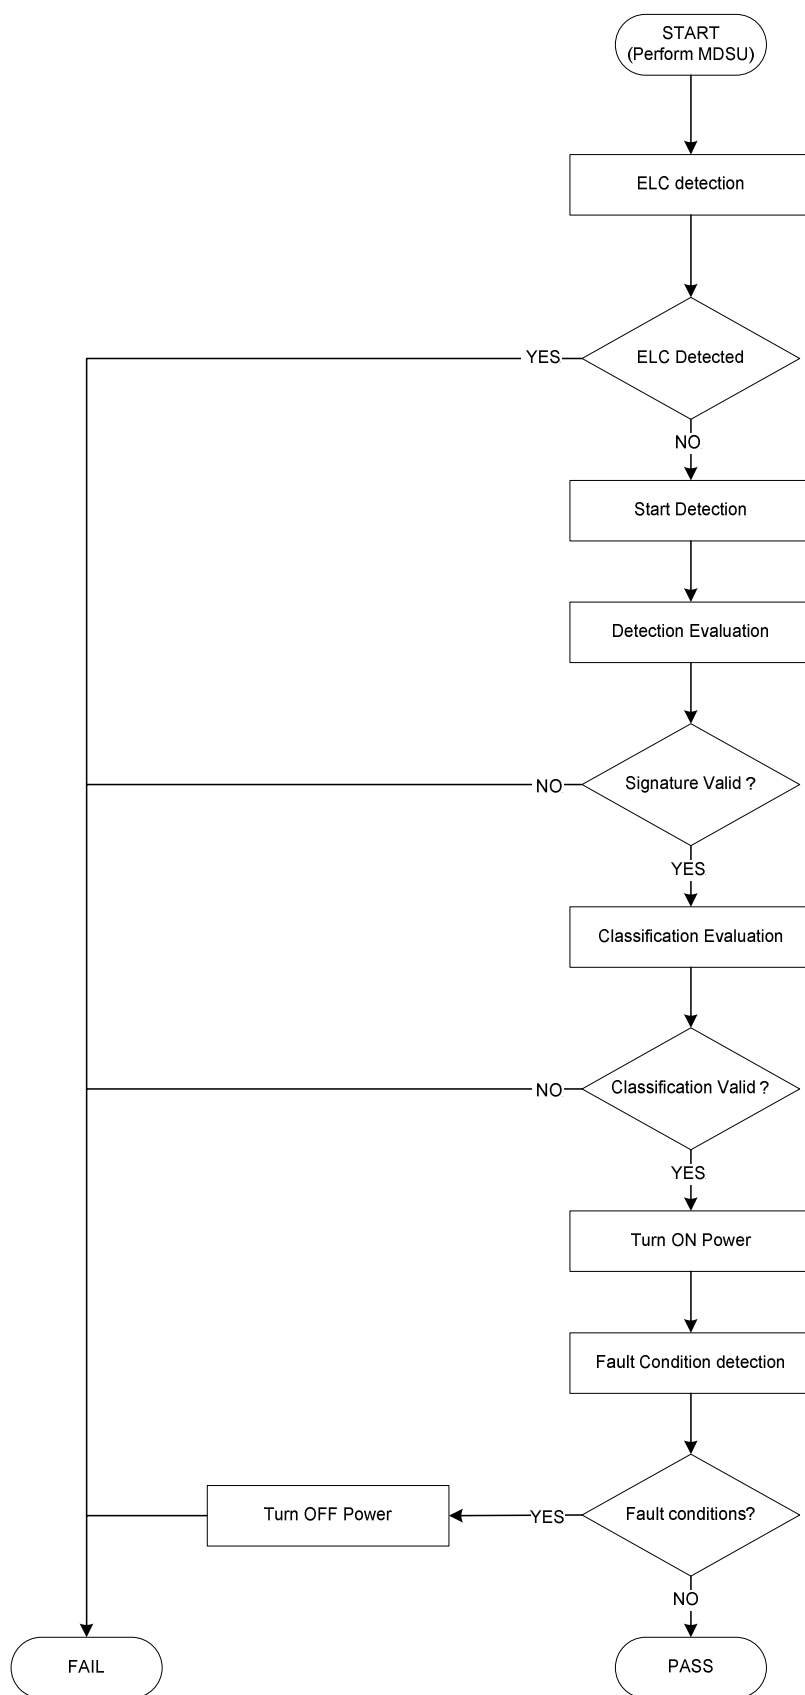 START
(Perform MDSU)
ELC detection
ELC Detected
YES
NO
Start Detection
Detection Evaluation
Signature Valid ?
NO
YES
Classification Evaluation
Classification Valid ?
NO
YES
Turn ON Power
Fault Condition detection
Fault conditions?
YES
Turn OFF Power
NO
FAIL
PASS